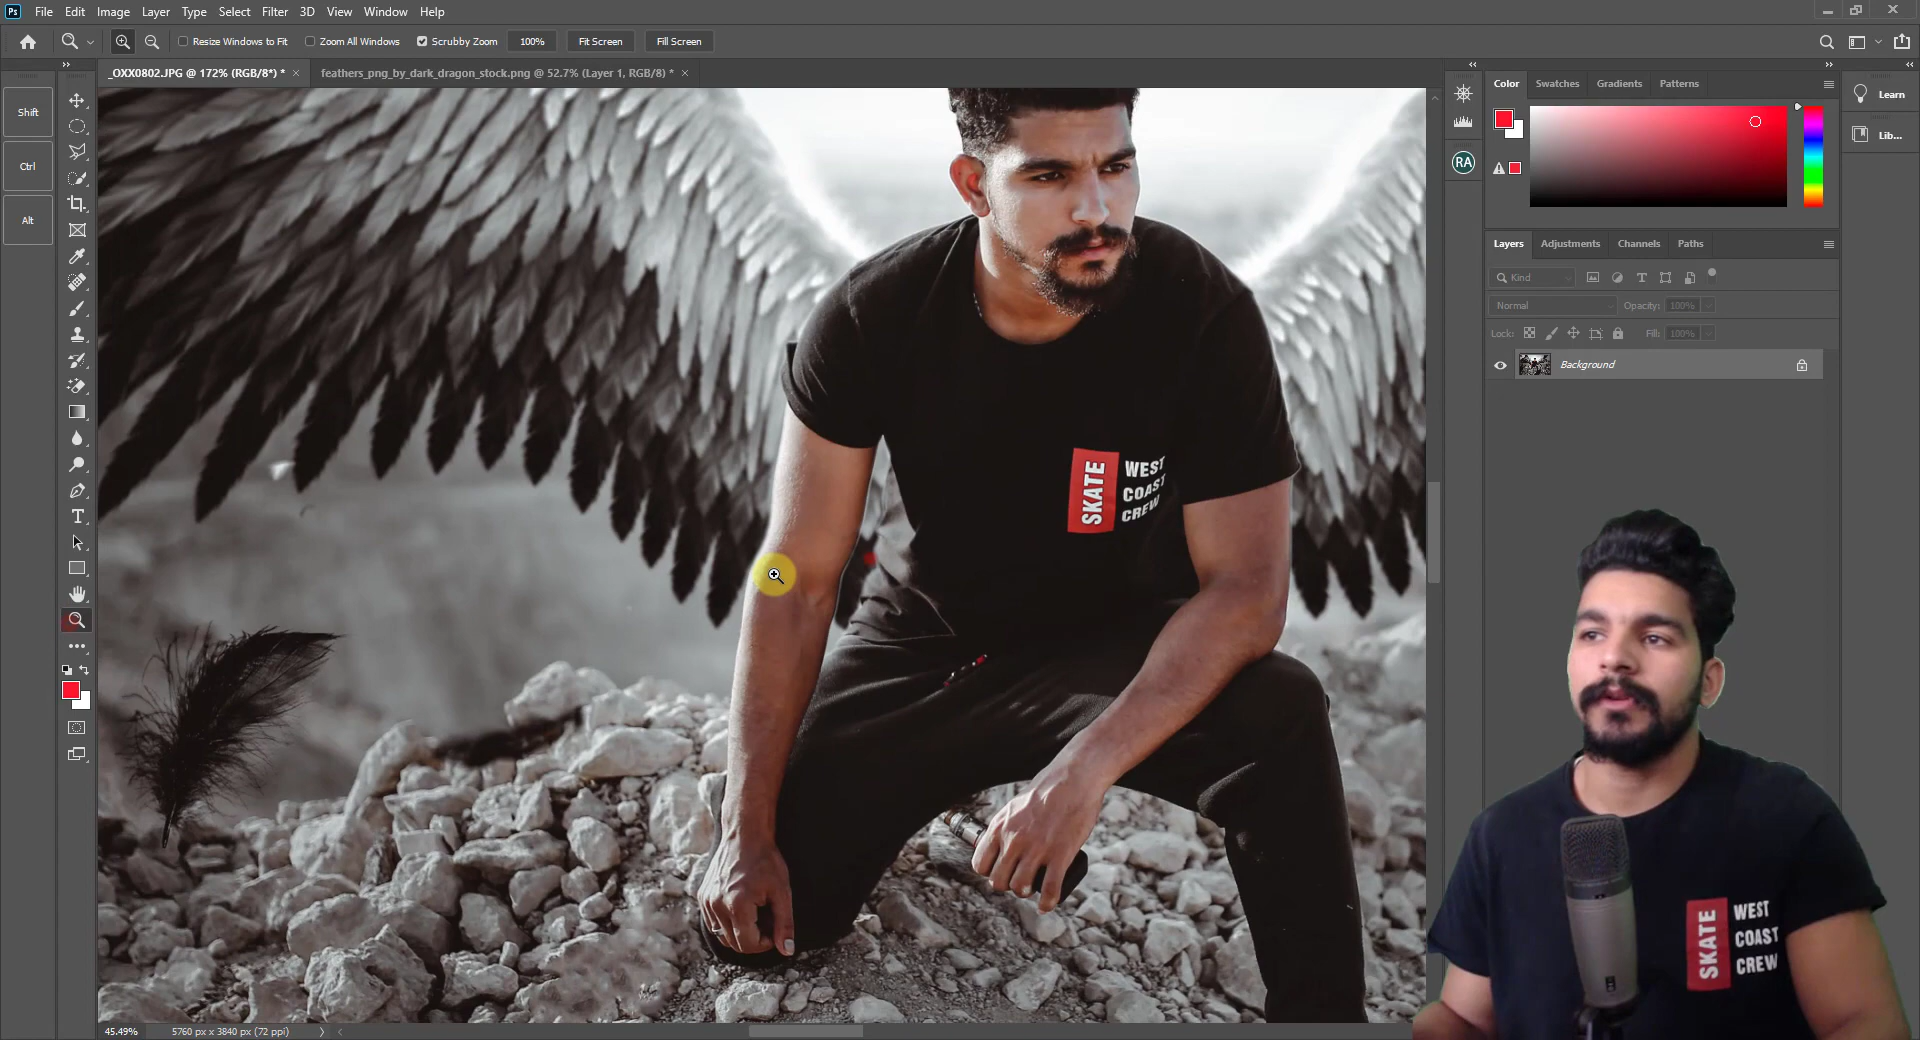 Ps File Edit Image Layer Type Select Filter 3D View Window Help
Resize Windows to Fit Zoom All Windows Scrubby Zoom 100% Fit Screen Fill Screen
_OXX0802.JPG @ 172% (RGB/8*) * × feathers_png_by_dark_dragon_stock.png @ 52.7% (Layer 1, RGB/8) * ×
Shift
Ctrl
Alt
SKATE
WEST
COAST
CREW
Color Swatches Gradients Patterns
RA
Learn
Lib...
Layers Adjustments Channels Paths
Kind
Normal Opacity: 100%
Lock: Fill: 100%
Background
SKATE
WEST
COAST
CREW
45.49% 5760 px x 3840 px (72 ppi)